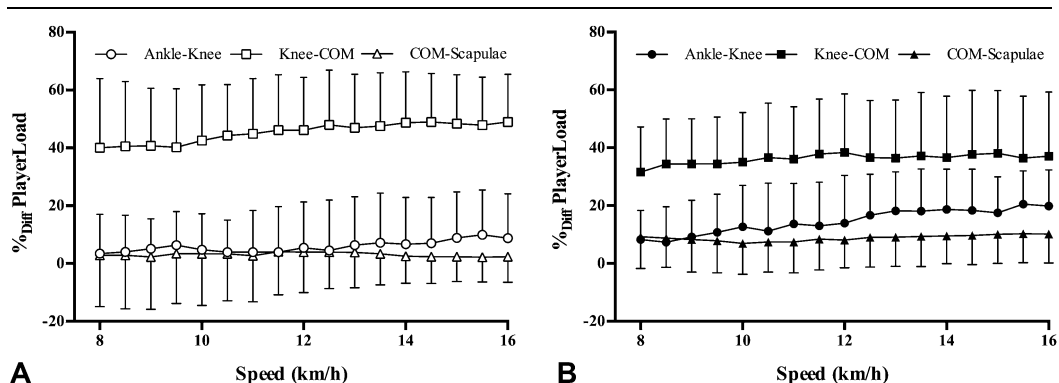 80
Ankle-Knee Knee-COM COM-Scapulae
60
40
20
0
-20
%Diff PlayerLoad
8 10 12 14 16
Speed (km/h)
A
80
Ankle-Knee Knee-COM COM-Scapulae
60
40
20
0
-20
%Diff PlayerLoad
8 10 12 14 16
Speed (km/h)
B